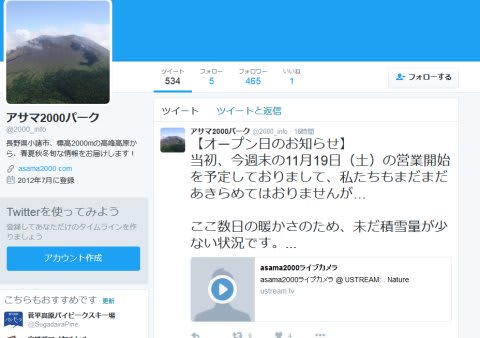 ツイート フォロー フォロワー いいね
534 5 465 1
フォローする
アサマ2000パーク
@2000_info
長野県小諸市、標高2000mの高峰高原か
ら、春夏秋冬旬な情報をお届けします！
asama2000.com
2012年7月に登録
Twitterを使ってみよう
登録してあなただけのタイムラインを作
りましょう
アカウント作成
こちらもおすすめです · 更新
菅平高原パインビークスキー場
@SugadairaPine
ツイート ツイートと返信
アサマ2000パーク @2000_info · 16時間
【オープン日のお知らせ】
当初、今週末の11月19日（土）の営業開始
を予定しておりまして、私たちもまだまだ
あきらめてはおりませんが…
ここ数日の暖かさのため、未だ積雪量が
少ない状況です。...
asama2000ライブカメラ
asama2000ライブカメラ @ USTREAM: . Nature
ustream.tv
6 4